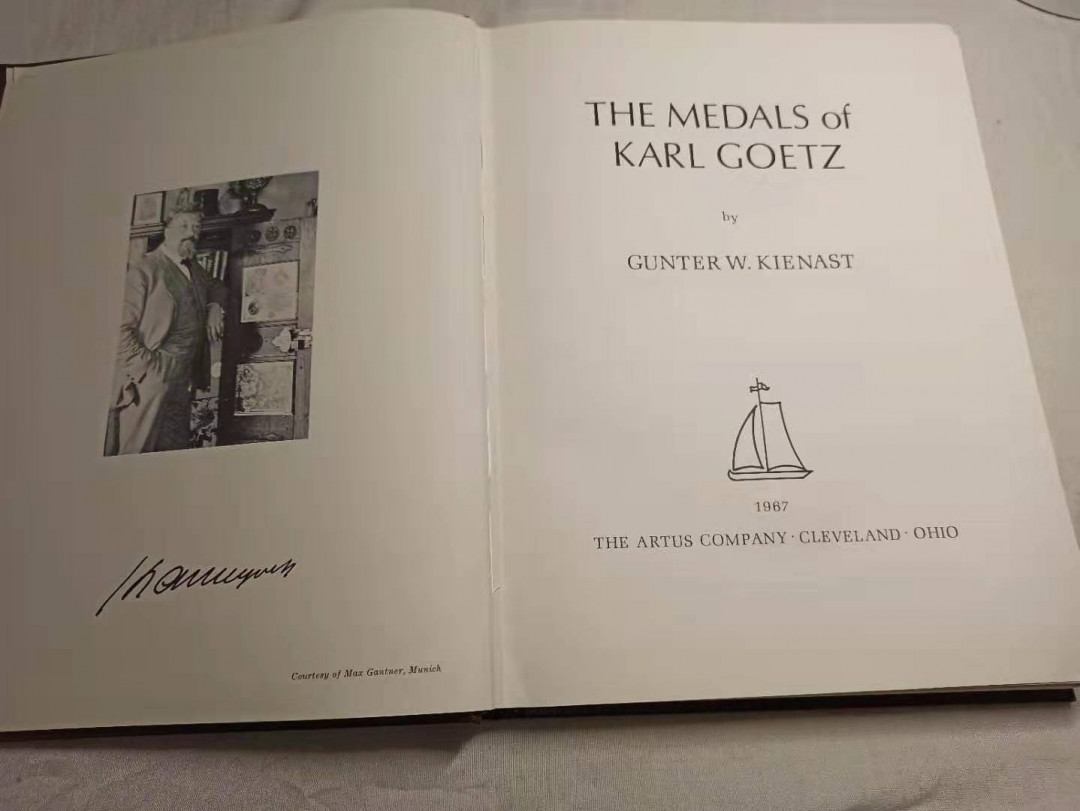 Courtesy of Max Gantner, Munich
THE MEDALS of
KARL GOETZ
by
GUNTER W. KIENAST
1967
THE ARTUS COMPANY · CLEVELAND · OHIO